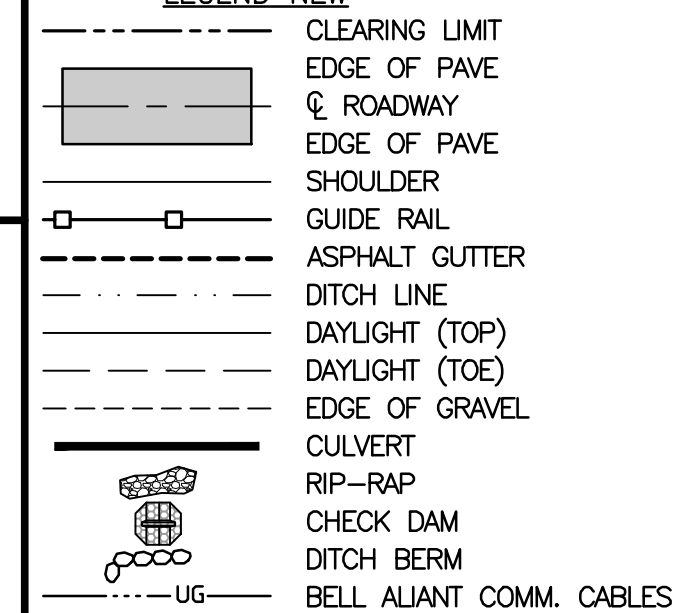 LEGEND NEW
CLEARING LIMIT
EDGE OF PAVE
℄ ROADWAY
EDGE OF PAVE
SHOULDER
GUIDE RAIL
ASPHALT GUTTER
DITCH LINE
DAYLIGHT (TOP)
DAYLIGHT (TOE)
EDGE OF GRAVEL
CULVERT
RIP-RAP
CHECK DAM
DITCH BERM
UG BELL ALIANT COMM. CABLES